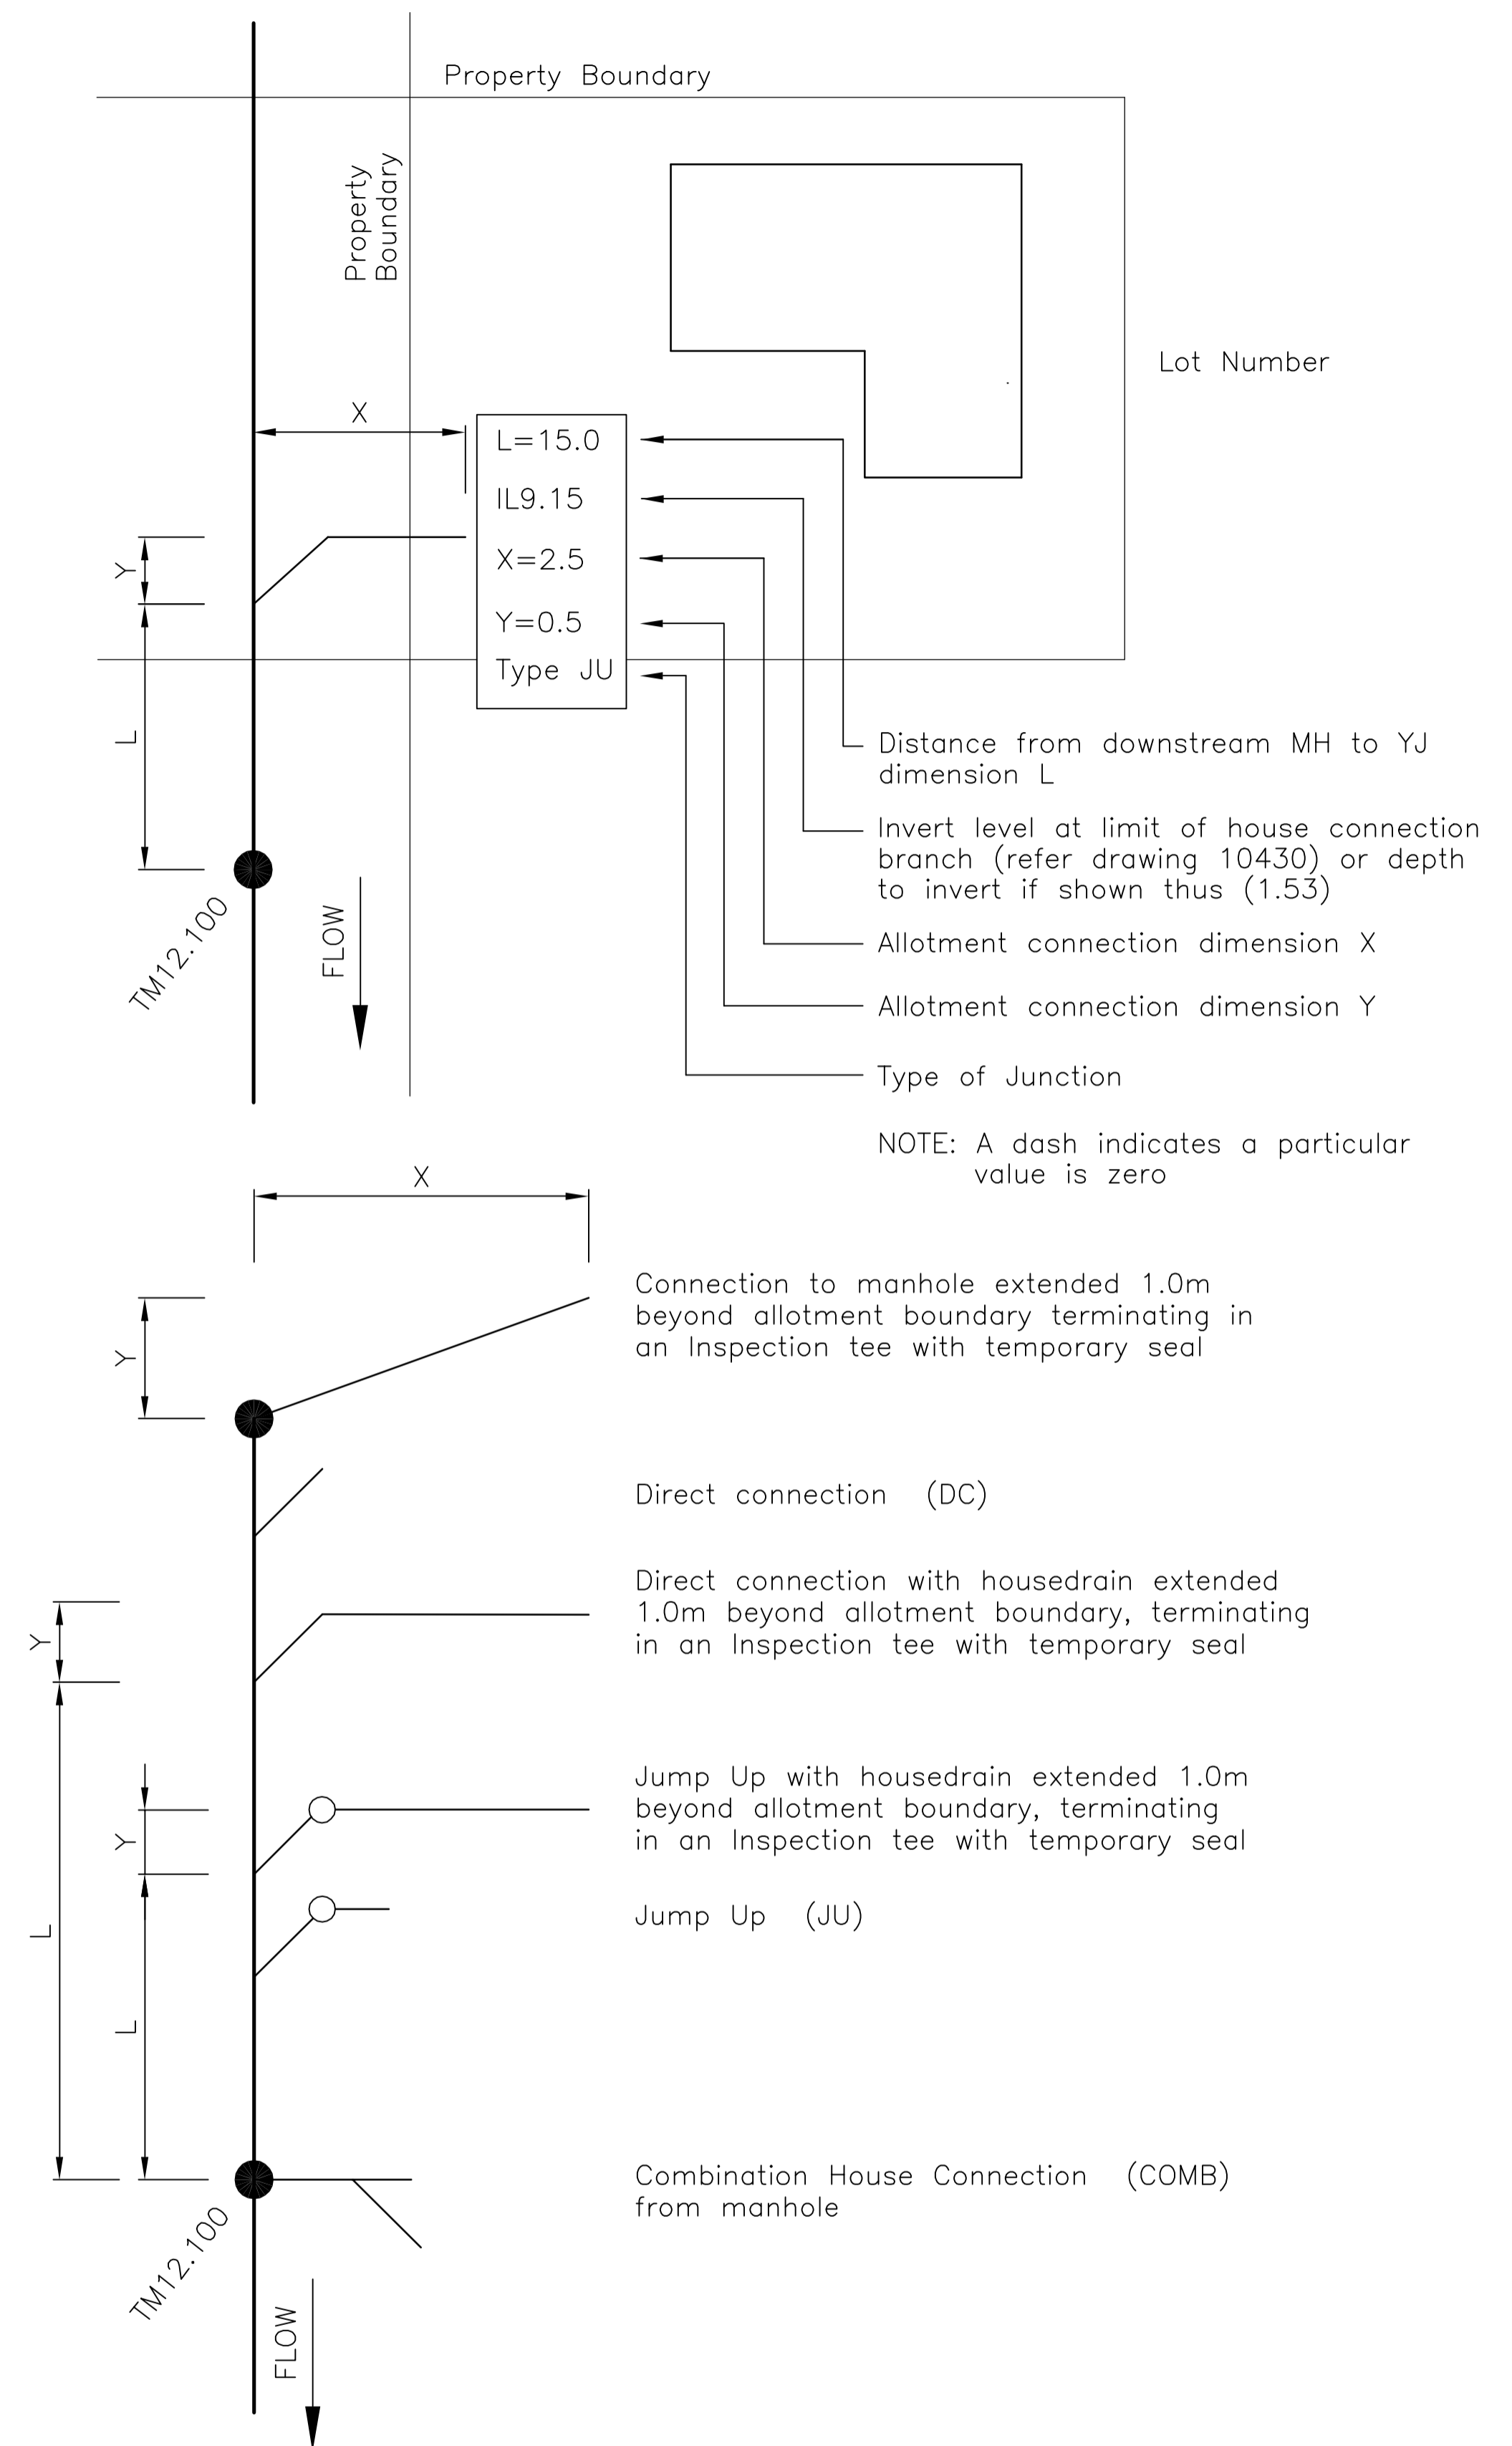 Property Boundary
Property
Boundary
Lot Number
X
L=15.0
IL9.15
X=2.5
Y=0.5
Type JU
Y
L
Distance from downstream MH to YJ
dimension L
Invert level at limit of house connection
branch (refer drawing 10430) or depth
to invert if shown thus (1.53)
Allotment connection dimension X
Allotment connection dimension Y
Type of Junction
NOTE: A dash indicates a particular
value is zero
TM12.100
FLOW
X
Connection to manhole extended 1.0m
beyond allotment boundary terminating in
an Inspection tee with temporary seal
Y
Direct connection (DC)
Direct connection with housedrain extended
1.0m beyond allotment boundary, terminating
in an Inspection tee with temporary seal
Y
Jump Up with housedrain extended 1.0m
beyond allotment boundary, terminating
in an Inspection tee with temporary seal
Y
Jump Up (JU)
L
L
Combination House Connection (COMB)
from manhole
TM12.100
FLOW